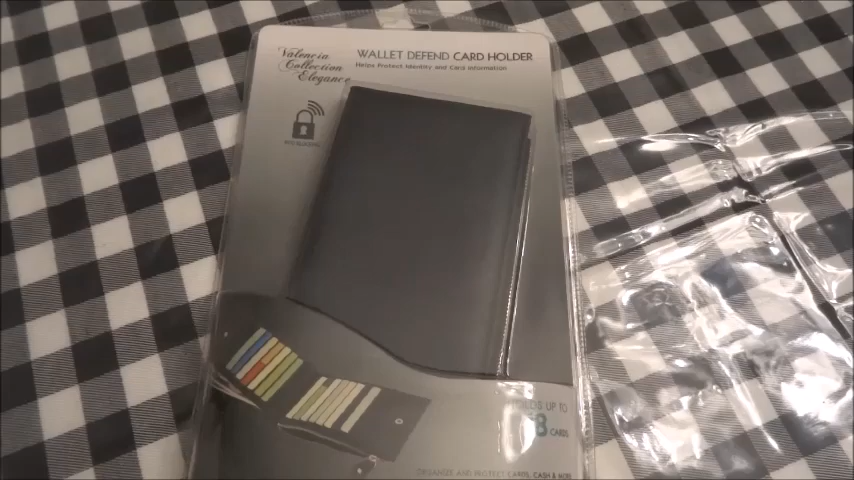 Valencia
Collection
Elegance
WALLET DEFEND CARD HOLDER
Helps Protect Identity and Card Information
HOLDS UP TO
8 CARDS
ORGANIZE AND PROTECT CARDS, CASH & MORE